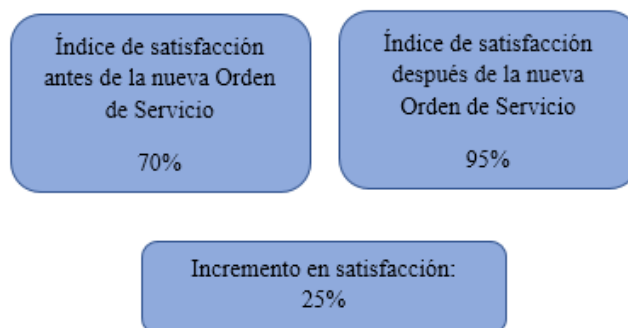 Índice de satisfacción
antes de la nueva Orden
de Servicio
70%
Índice de satisfacción
después de la nueva
Orden de Servicio
95%
Incremento en satisfacción:
25%